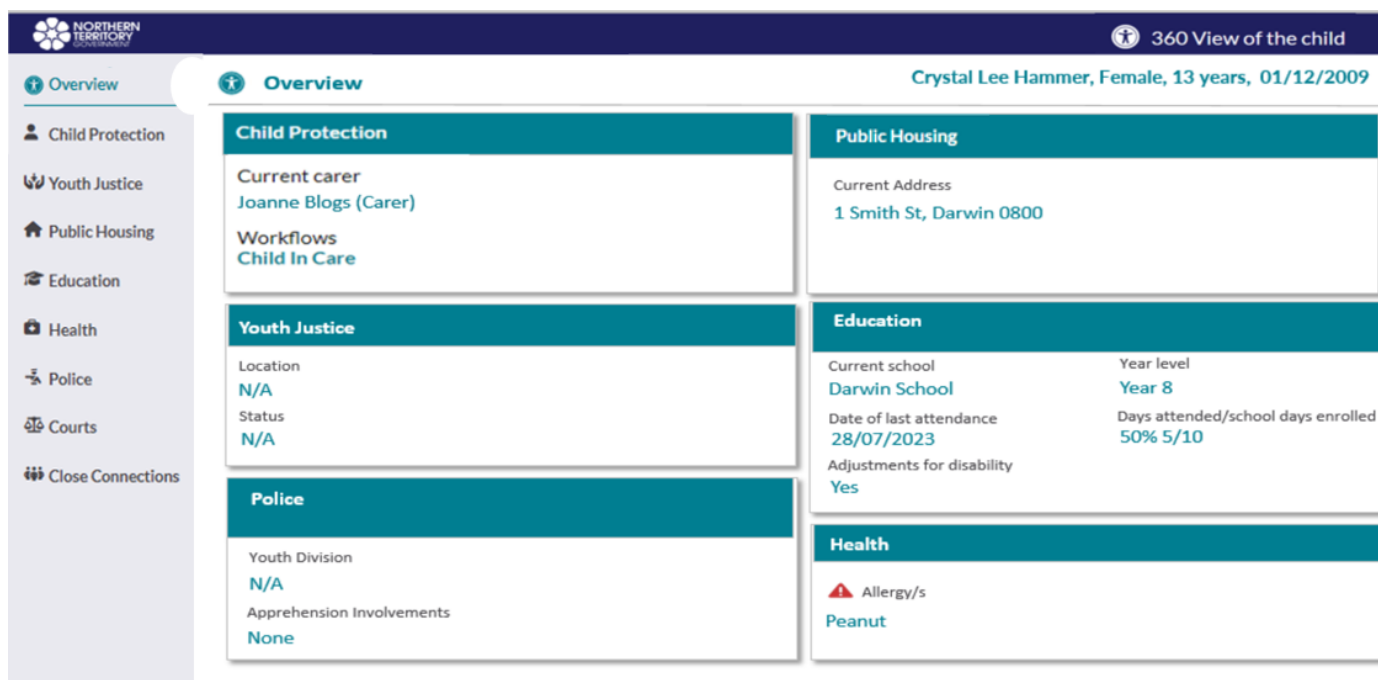 NORTHERN
TERRITORY
GOVERNMENT
360 View of the child
Overview
Child Protection
Youth Justice
Public Housing
Education
Health
Police
Courts
Close Connections
Overview
Crystal Lee Hammer, Female, 13 years, 01/12/2009
Child Protection
Current carer
Joanne Blogs (Carer)
Workflows
Child In Care
Public Housing
Current Address
1 Smith St, Darwin 0800
Youth Justice
Location
N/A
Status
N/A
Education
Current school
Darwin School
Year level
Year 8
Date of last attendance
28/07/2023
Days attended/school days enrolled
50% 5/10
Adjustments for disability
Yes
Police
Youth Division
N/A
Apprehension Involvements
None
Health
Allergy/s
Peanut